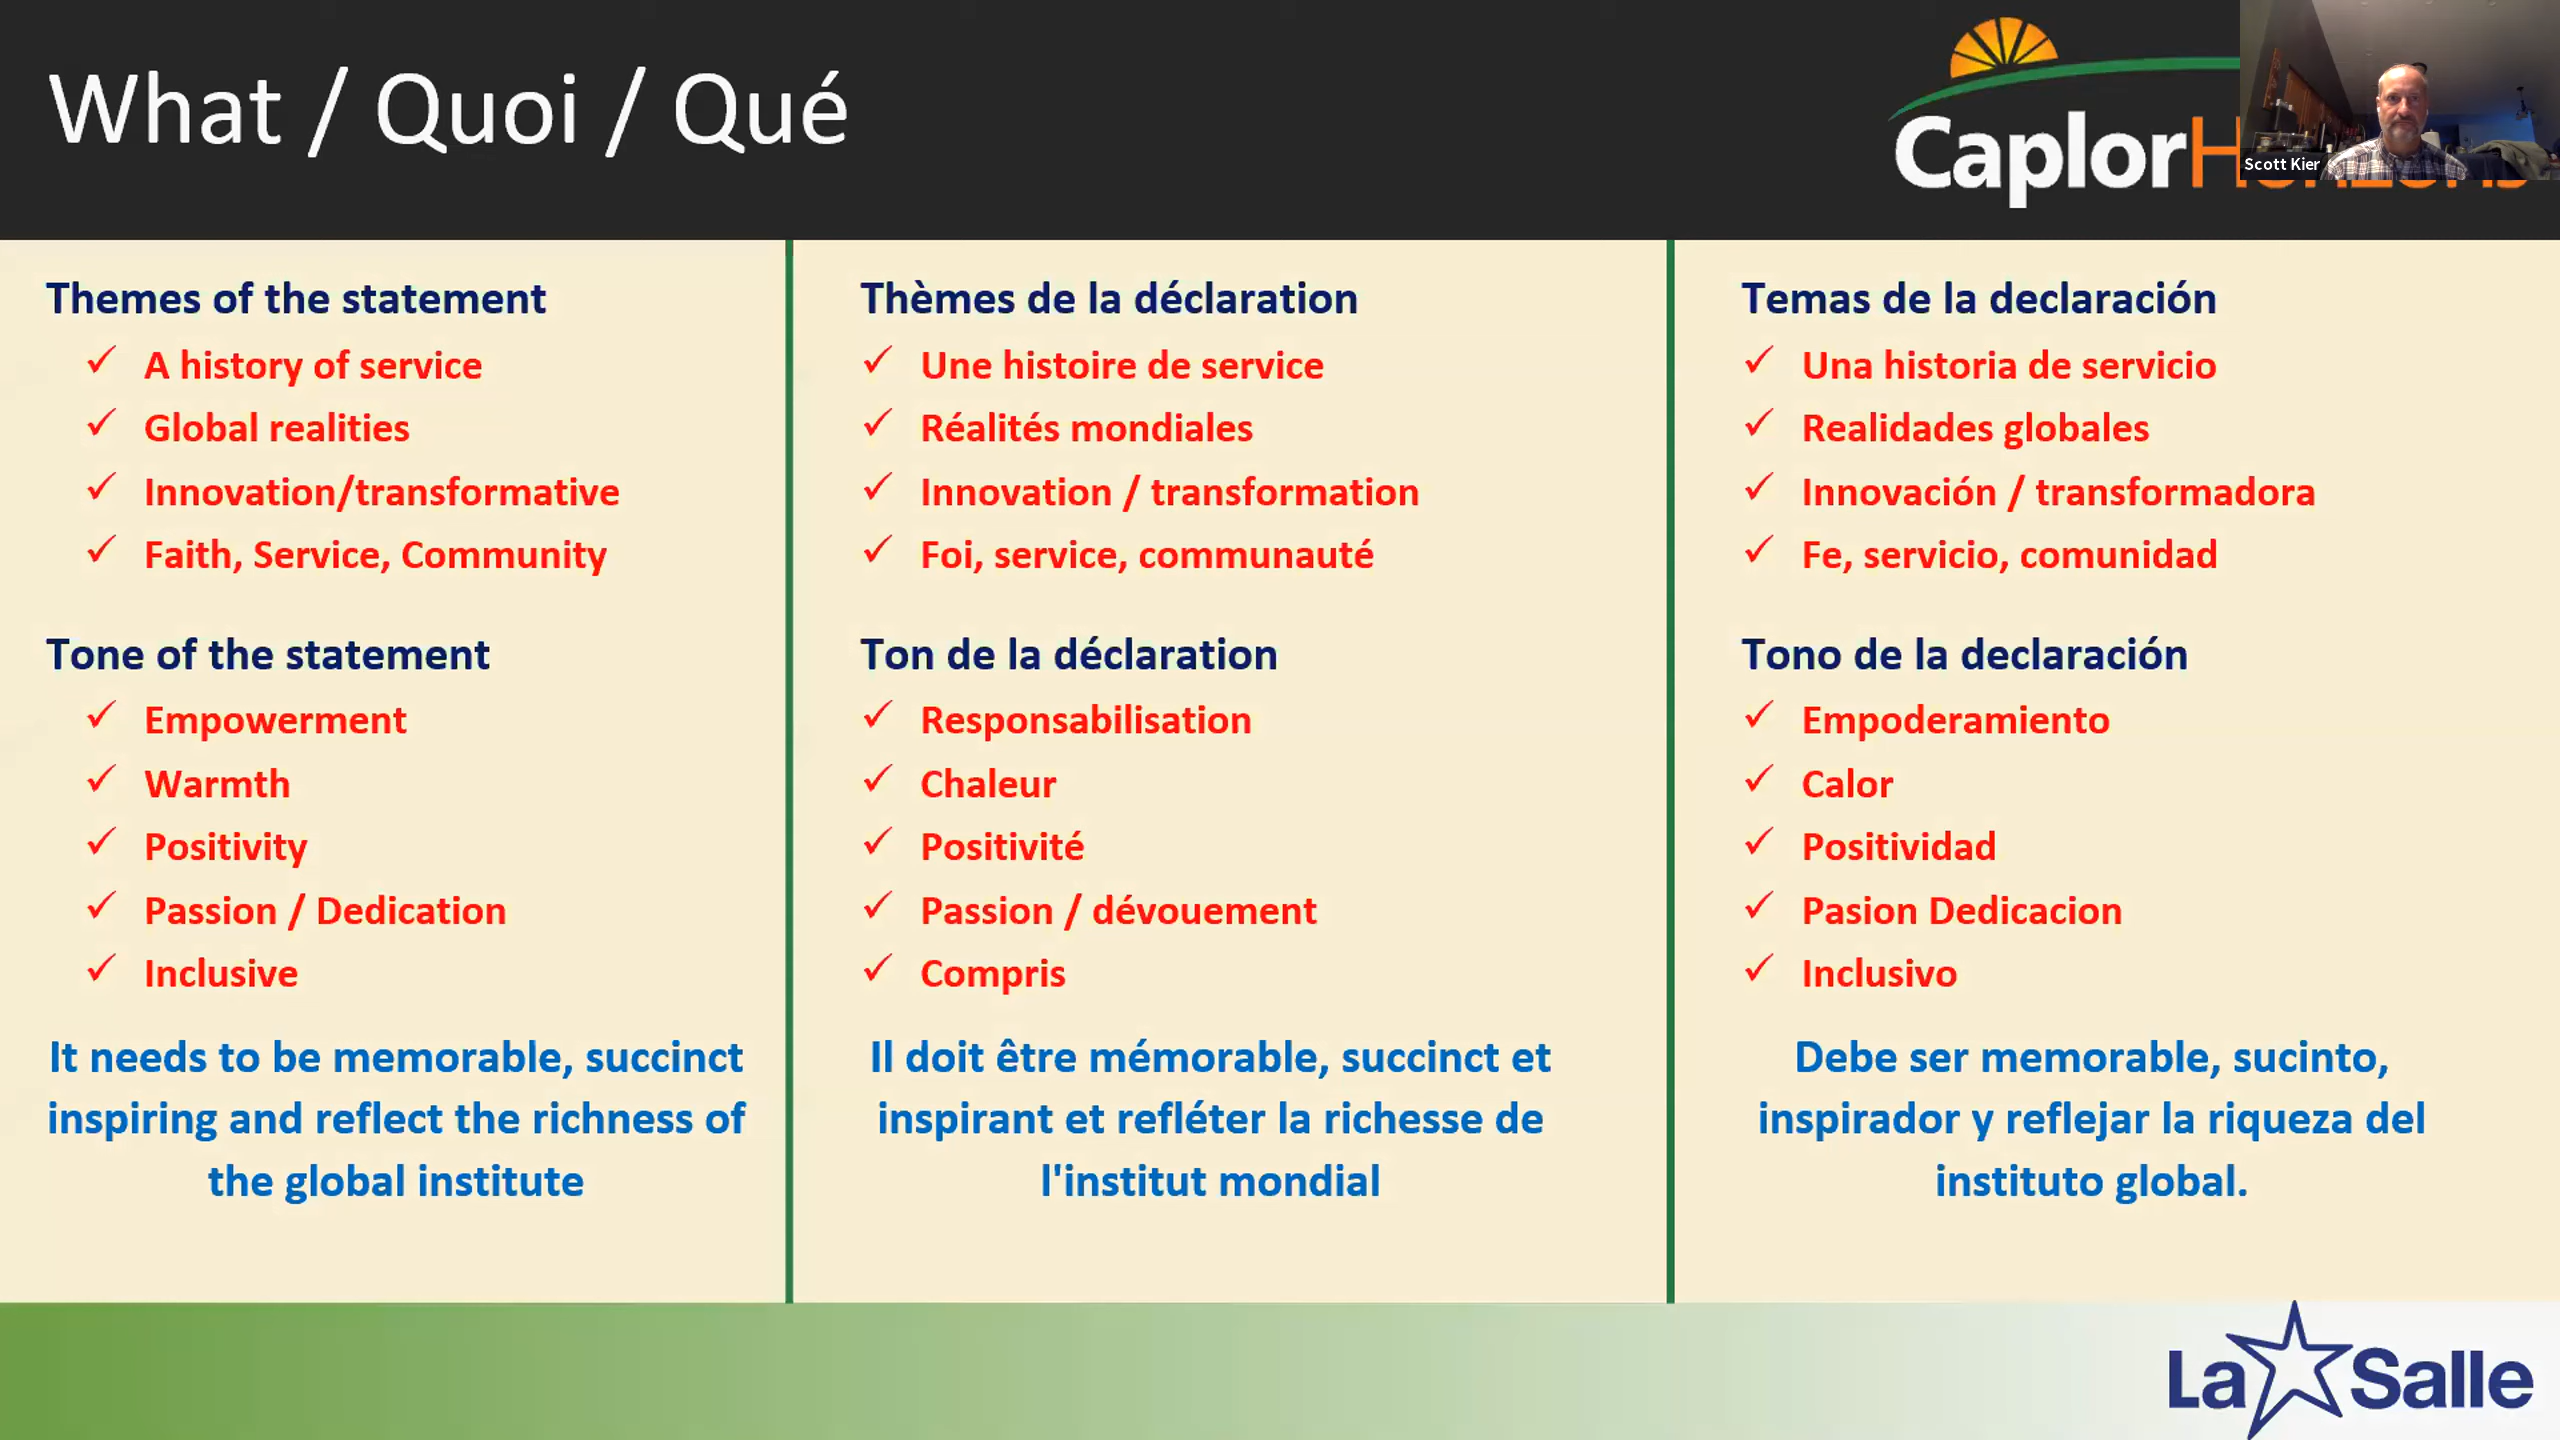 What / Quoi / Qué
Caplor
Scott Kier
Themes of the statement
A history of service
Global realities
Innovation/transformative
Faith, Service, Community
Tone of the statement
Empowerment
Warmth
Positivity
Passion / Dedication
Inclusive
It needs to be memorable, succinct
inspiring and reflect the richness of
the global institute
Thèmes de la déclaration
Une histoire de service
Réalités mondiales
Innovation / transformation
Foi, service, communauté
Ton de la déclaration
Responsabilisation
Chaleur
Positivité
Passion / dévouement
Compris
Il doit être mémorable, succinct et
inspirant et refléter la richesse de
l'institut mondial
Temas de la declaración
Una historia de servicio
Realidades globales
Innovación / transformadora
Fe, servicio, comunidad
Tono de la declaración
Empoderamiento
Calor
Positividad
Pasion Dedicacion
Inclusivo
Debe ser memorable, sucinto,
inspirador y reflejar la riqueza del
instituto global.
La Salle